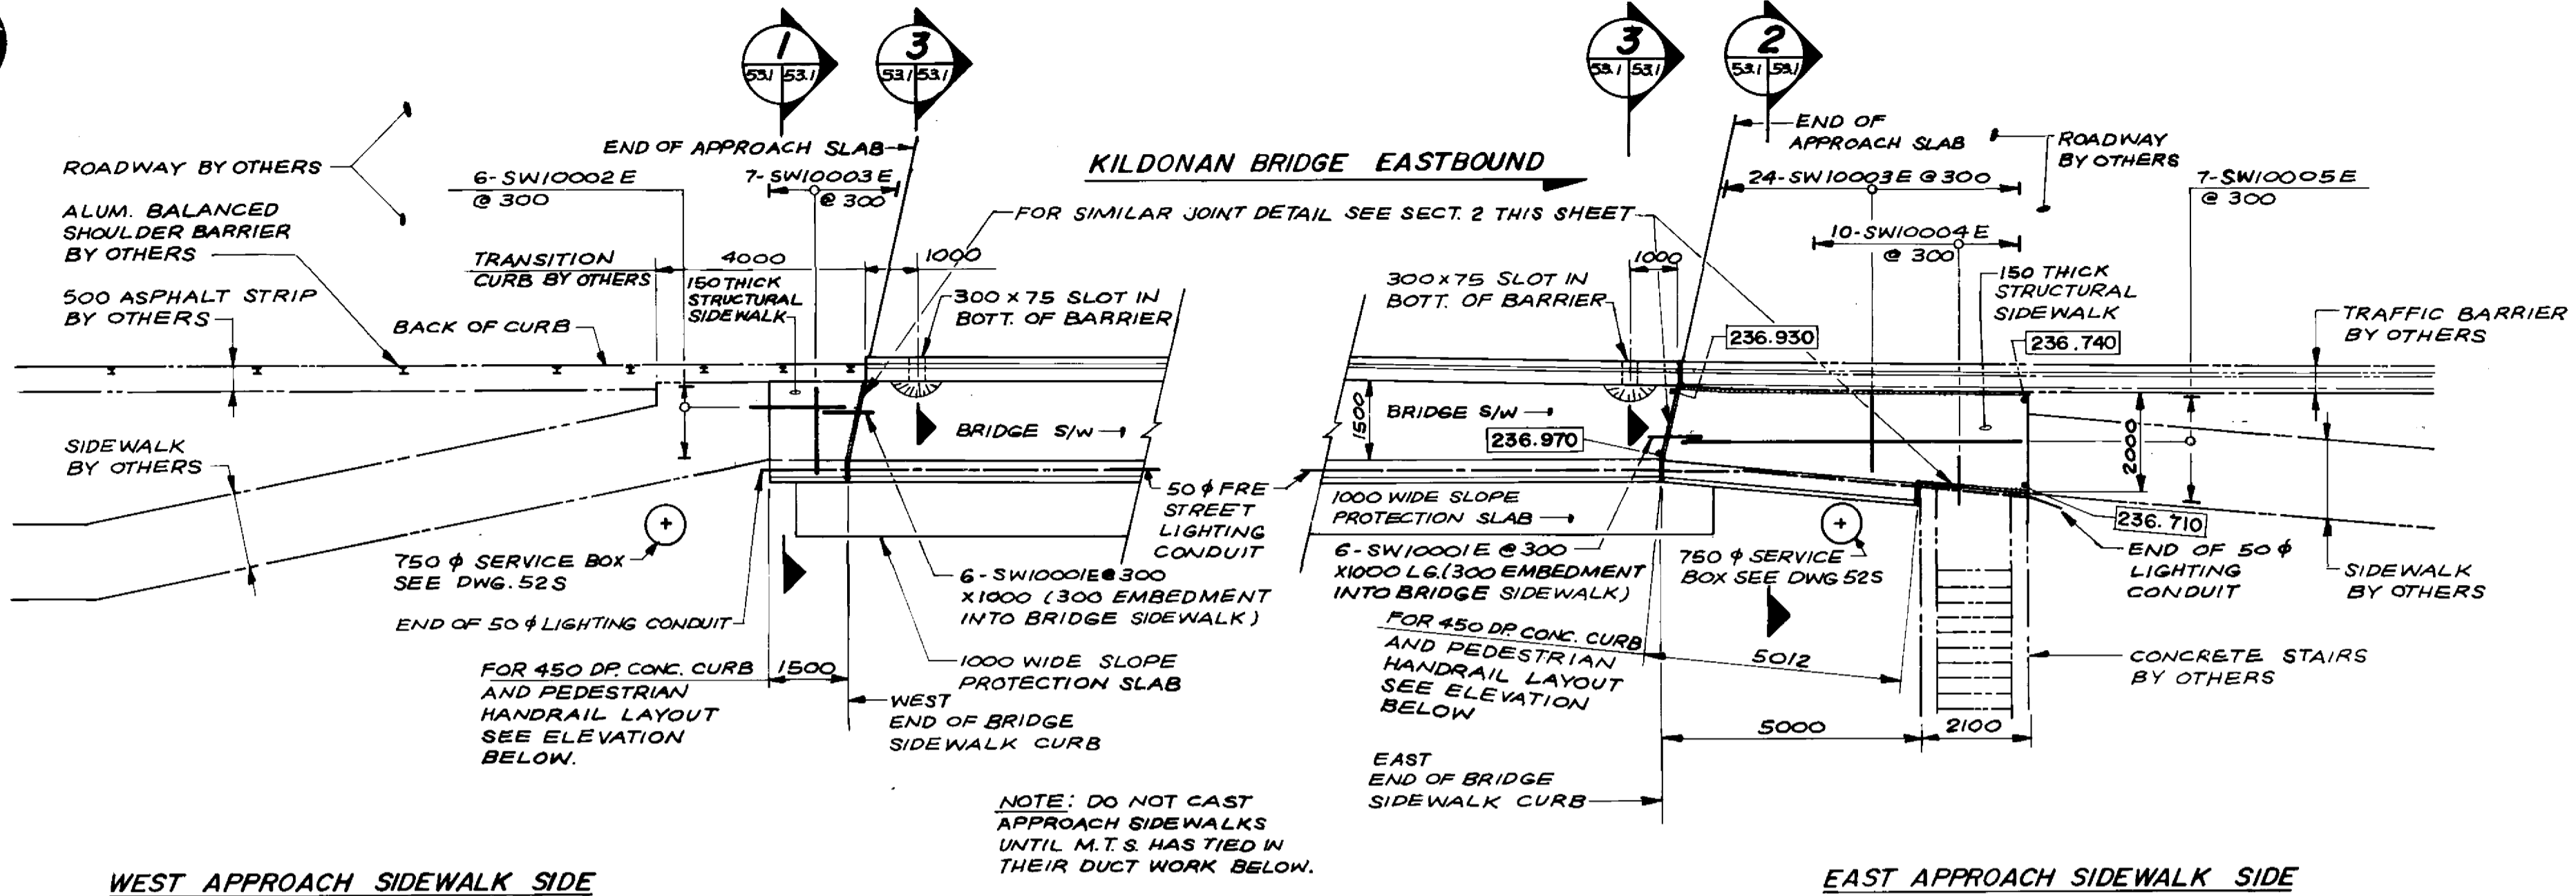 1
53.1 53.1
3
53.1 53.1
3
53.1 53.1
2
53.1 53.1
ROADWAY BY OTHERS
ALUM. BALANCED
SHOULDER BARRIER
BY OTHERS
500 ASPHALT STRIP
BY OTHERS
BACK OF CURB
SIDEWALK
BY OTHERS
6-SW10002E
@ 300
TRANSITION
CURB BY OTHERS
4000
1000
150 THICK
STRUCTURAL
SIDEWALK
END OF APPROACH SLAB
7-SW10003E
@ 300
KILDONAN BRIDGE EASTBOUND
FOR SIMILAR JOINT DETAIL SEE SECT. 2 THIS SHEET
300 x 75 SLOT IN
BOTT. OF BARRIER
BRIDGE S/W
750 ϕ SERVICE BOX
SEE DWG. 52S
END OF 50 ϕ LIGHTING CONDUIT
FOR 450 DP. CONC. CURB
AND PEDESTRIAN
HANDRAIL LAYOUT
SEE ELEVATION
BELOW.
1500
6-SW10001E@300
X1000 (300 EMBEDMENT
INTO BRIDGE SIDEWALK)
1000 WIDE SLOPE
PROTECTION SLAB
WEST
END OF BRIDGE
SIDEWALK CURB
50 ϕ FRE
STREET
LIGHTING
CONDUIT
NOTE: DO NOT CAST
APPROACH SIDEWALKS
UNTIL M.T.S. HAS TIED IN
THEIR DUCT WORK BELOW.
300 x 75 SLOT IN
BOTT. OF BARRIER
1000
1500
BRIDGE S/W
236.970
236.930
END OF
APPROACH SLAB
ROADWAY
BY OTHERS
24-SW10003E @ 300
10-SW10004E
@ 300
7-SW10005E
@ 300
150 THICK
STRUCTURAL
SIDEWALK
236.740
TRAFFIC BARRIER
BY OTHERS
2000
236.710
1000 WIDE SLOPE
PROTECTION SLAB
6-SW10001E @ 300
X1000 LG.(300 EMBEDMENT
INTO BRIDGE SIDEWALK)
750 ϕ SERVICE
BOX SEE DWG 52S
END OF 50 ϕ
LIGHTING
CONDUIT
SIDEWALK
BY OTHERS
FOR 450 DP. CONC. CURB
AND PEDESTRIAN
HANDRAIL LAYOUT
SEE ELEVATION
BELOW
5012
CONCRETE STAIRS
BY OTHERS
5000
2100
EAST
END OF BRIDGE
SIDEWALK CURB
WEST APPROACH SIDEWALK SIDE
EAST APPROACH SIDEWALK SIDE